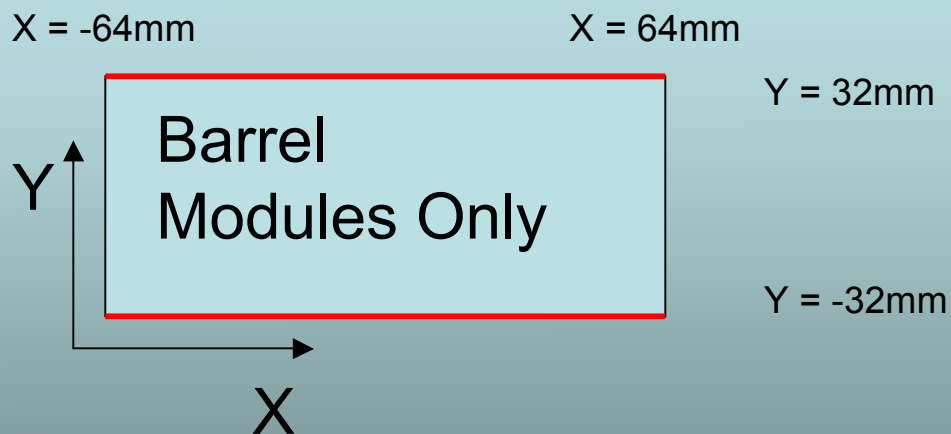 X = -64mm
X = 64mm
Y = 32mm
Barrel
Modules Only
Y
Y = -32mm
X